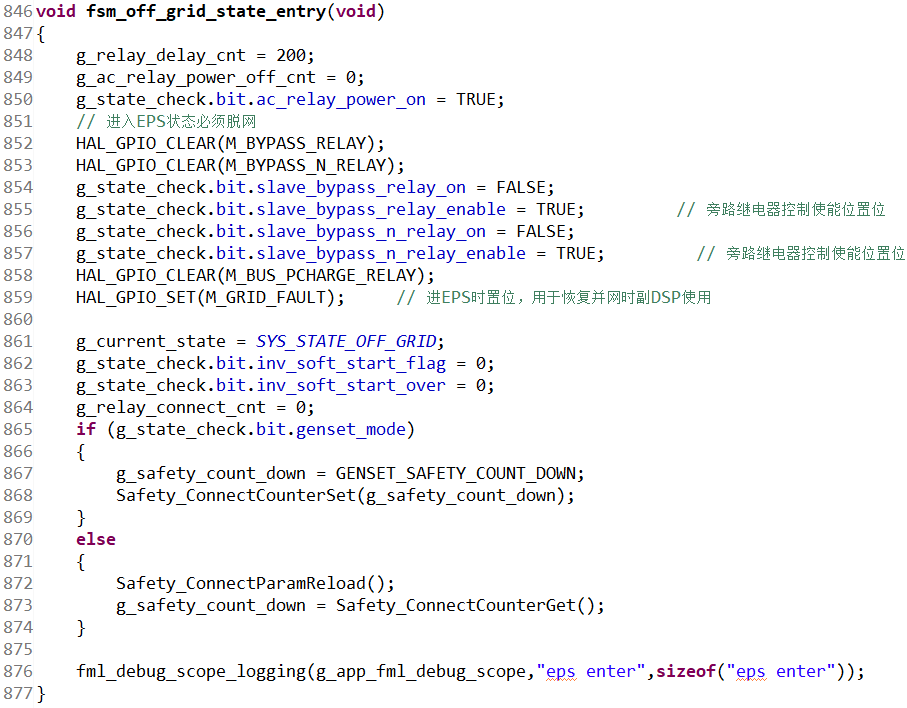 846 void fsm_off_grid_state_entry(void)
847 {
848     g_relay_delay_cnt = 200;
849     g_ac_relay_power_off_cnt = 0;
850     g_state_check.bit.ac_relay_power_on = TRUE;
851     // 进入EPS状态必须脱网
852     HAL_GPIO_CLEAR(M_BYPASS_RELAY);
853     HAL_GPIO_CLEAR(M_BYPASS_N_RELAY);
854     g_state_check.bit.slave_bypass_relay_on = FALSE;
855     g_state_check.bit.slave_bypass_relay_enable = TRUE;         // 旁路继电器控制使能位置位
856     g_state_check.bit.slave_bypass_n_relay_on = FALSE;
857     g_state_check.bit.slave_bypass_n_relay_enable = TRUE;         // 旁路继电器控制使能位置位
858     HAL_GPIO_CLEAR(M_BUS_PCHARGE_RELAY);
859     HAL_GPIO_SET(M_GRID_FAULT);     // 进EPS时置位，用于恢复并网时副DSP使用
860
861     g_current_state = SYS_STATE_OFF_GRID;
862     g_state_check.bit.inv_soft_start_flag = 0;
863     g_state_check.bit.inv_soft_start_over = 0;
864     g_relay_connect_cnt = 0;
865     if (g_state_check.bit.genset_mode)
866     {
867         g_safety_count_down = GENSET_SAFETY_COUNT_DOWN;
868         Safety_ConnectCounterSet(g_safety_count_down);
869     }
870     else
871     {
872         Safety_ConnectParamReload();
873         g_safety_count_down = Safety_ConnectCounterGet();
874     }
875
876     fml_debug_scope_logging(g_app_fml_debug_scope,"eps enter",sizeof("eps enter"));
877 }